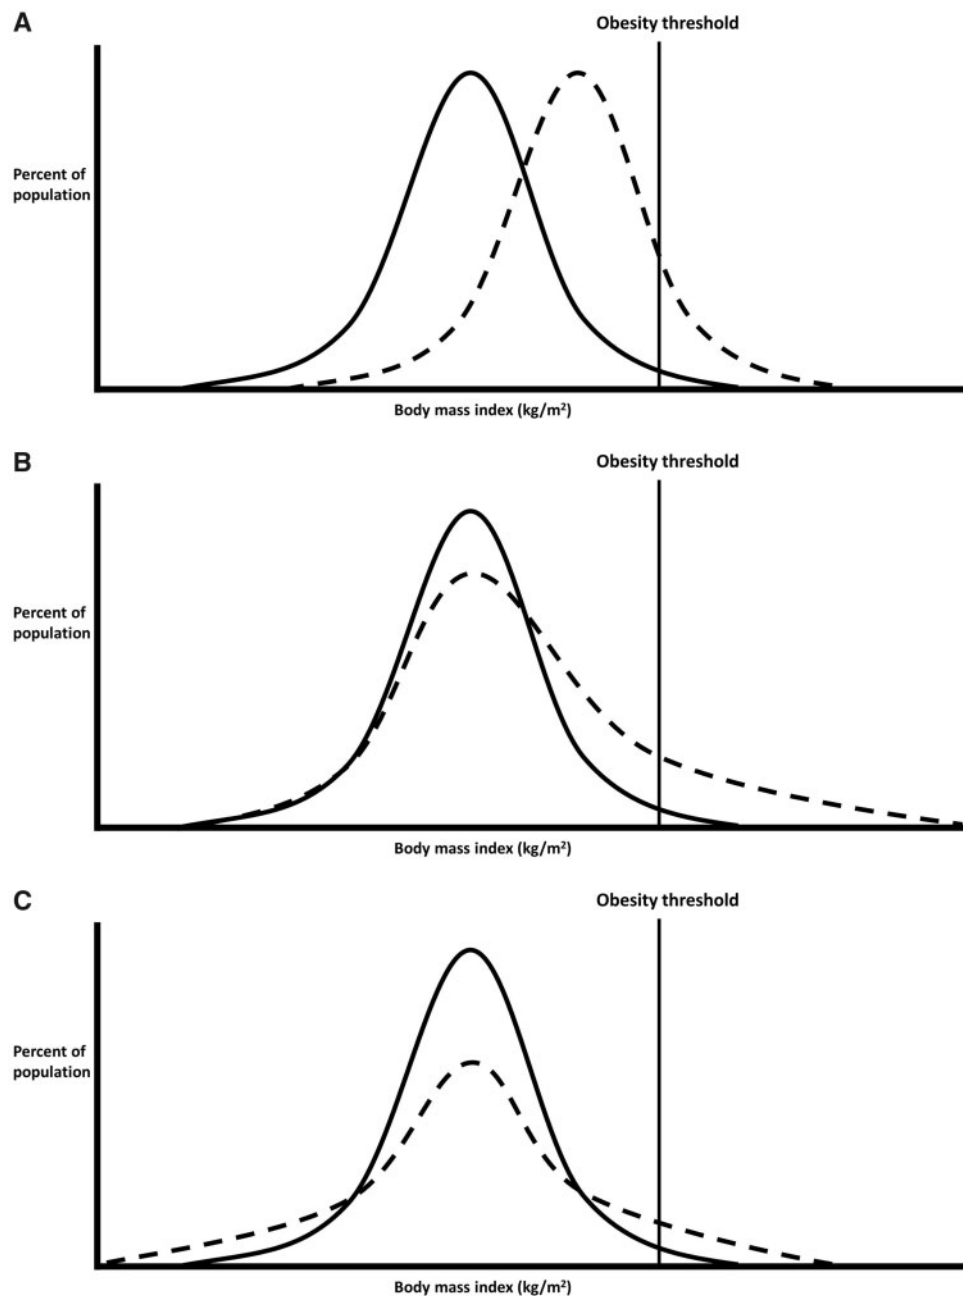 A
Obesity threshold
Percent of
population
Body mass index (kg/m²)
B
Obesity threshold
Percent of
population
Body mass index (kg/m²)
C
Obesity threshold
Percent of
population
Body mass index (kg/m²)